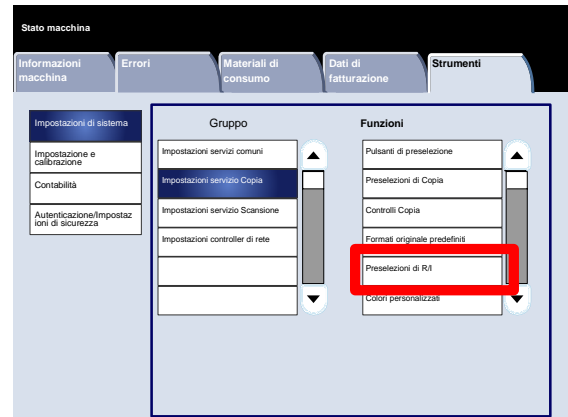 Stato macchina
Informazioni
macchina
Errori
Materiali di
consumo
Dati di
fatturazione
Strumenti
Impostazioni di sistema
Impostazione e
calibrazione
Contabilità
Autenticazione/Impostaz
ioni di sicurezza
Gruppo
Impostazioni servizi comuni
Impostazioni servizio Copia
Impostazioni servizio Scansione
Impostazioni controller di rete
Funzioni
Pulsanti di preselezione
Preselezioni di Copia
Controlli Copia
Formati originale predefiniti
Preselezioni di R/I
Colori personalizzati